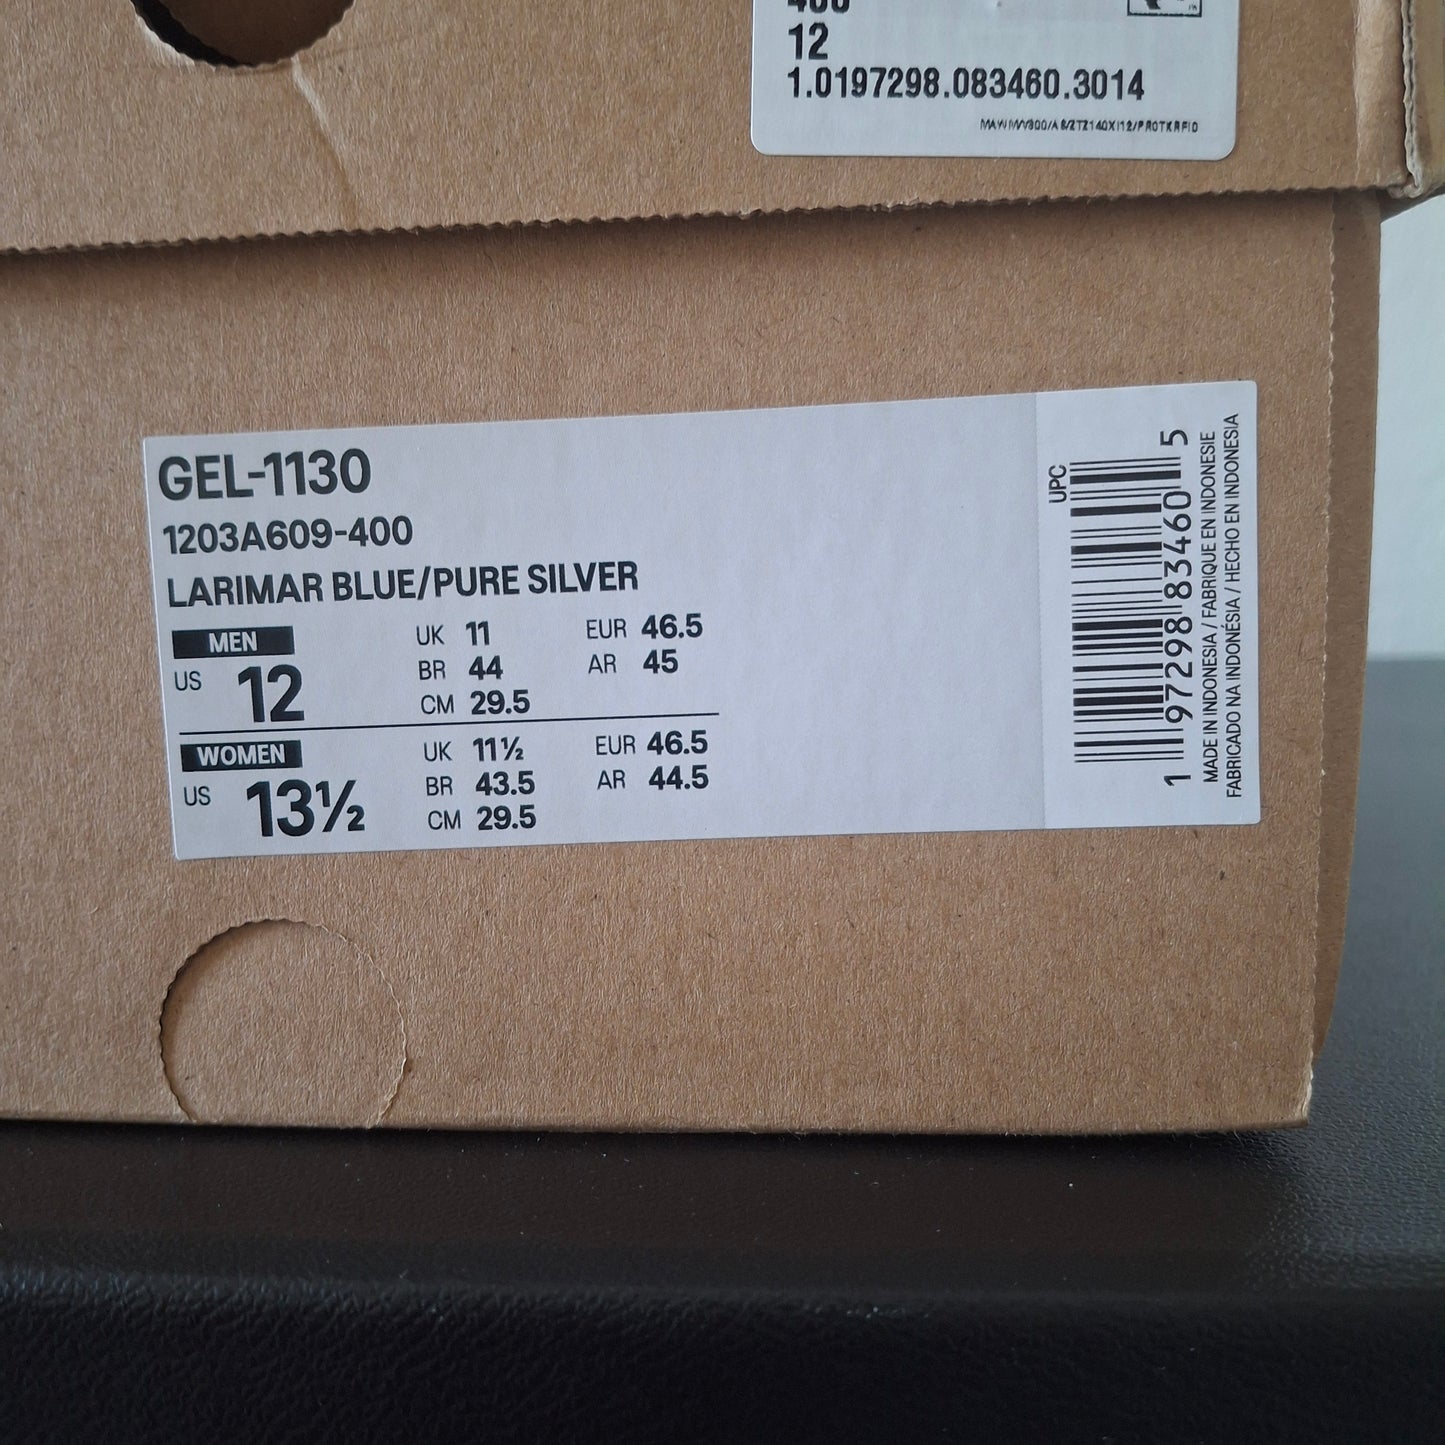 400
12
1.0197298.083460.3014
GEL-1130
1203A609-400
LARIMAR BLUE/PURE SILVER
MEN
US 12
UK 11 EUR 46.5
BR 44 AR 45
CM 29.5
WOMEN
US 13½
UK 11½ EUR 46.5
BR 43.5 AR 44.5
CM 29.5
UPC
1 97298 83460 5
MADE IN INDONESIA / FABRIQUE EN INDONESIE
FABRICADO NA INDONÉSIA / HECHO EN INDONESIA